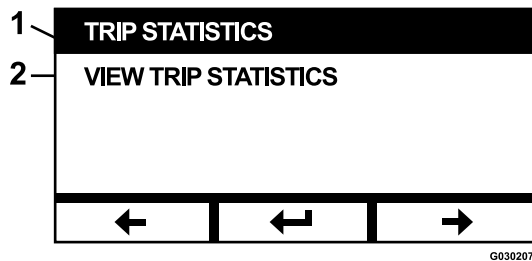 1
TRIP STATISTICS
2
VIEW TRIP STATISTICS
G030207